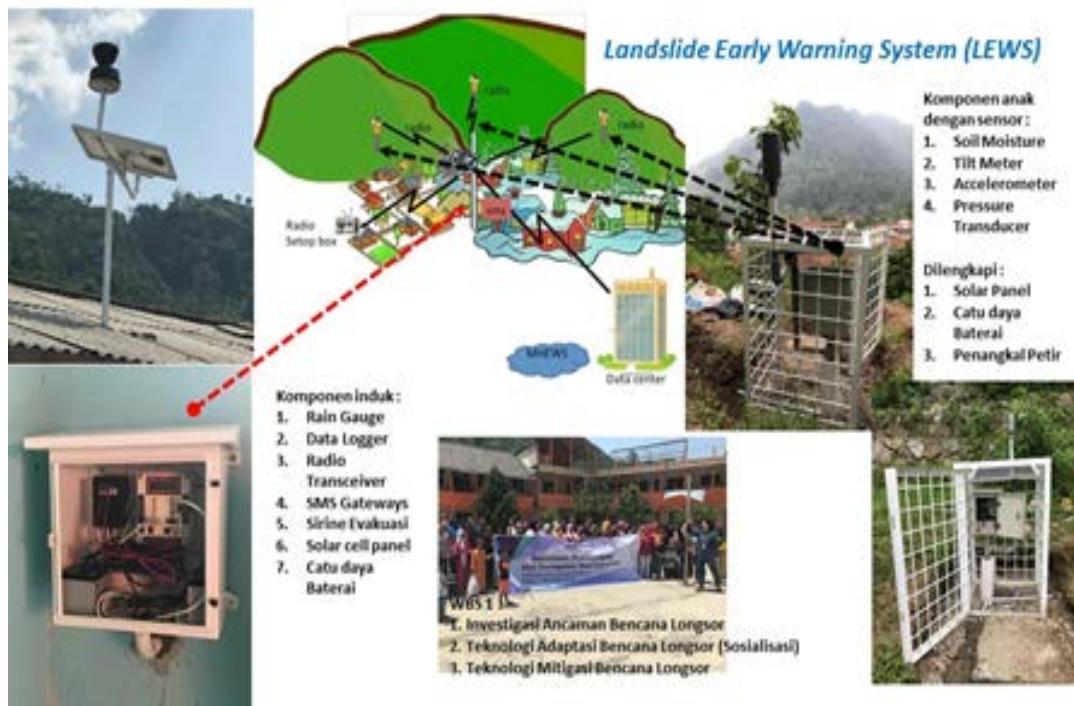 Landslide Early Warning System (LEWS)
radio
radio
radio
Radio
Setop box
MHEWS
Data center
Komponen anak
dengan sensor :
1. Soil Moisture
2. Tilt Meter
3. Accelerometer
4. Pressure
Transducer
Dilengkapi :
1. Solar Panel
2. Catu daya
Baterai
3. Penangkal Petir
Komponen induk :
1. Rain Gauge
2. Data Logger
3. Radio
Transceiver
4. SMS Gateways
5. Sirine Evakuasi
6. Solar cell panel
7. Catu daya
Baterai
WBS 1
1. Investigasi Ancaman Bencana Longsor
2. Teknologi Adaptasi Bencana Longsor (Sosialisasi)
3. Teknologi Mitigasi Bencana Longsor